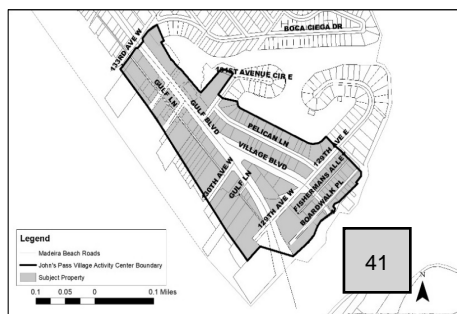 BOCA CIEGA DR
133RD AVE W
131ST AVENUE CIR E
GULF LN
GULF BLVD
PELICAN LN
VILLAGE BLVD
129TH AVE E
130TH AVE W
GULF LN
FISHERMANS ALLEY
129TH AVE W
BOARDWALK PL
Legend
Madeira Beach Roads
John's Pass Village Activity Center Boundary
Subject Property
0.1 0.05 0 0.1 Miles
41
N